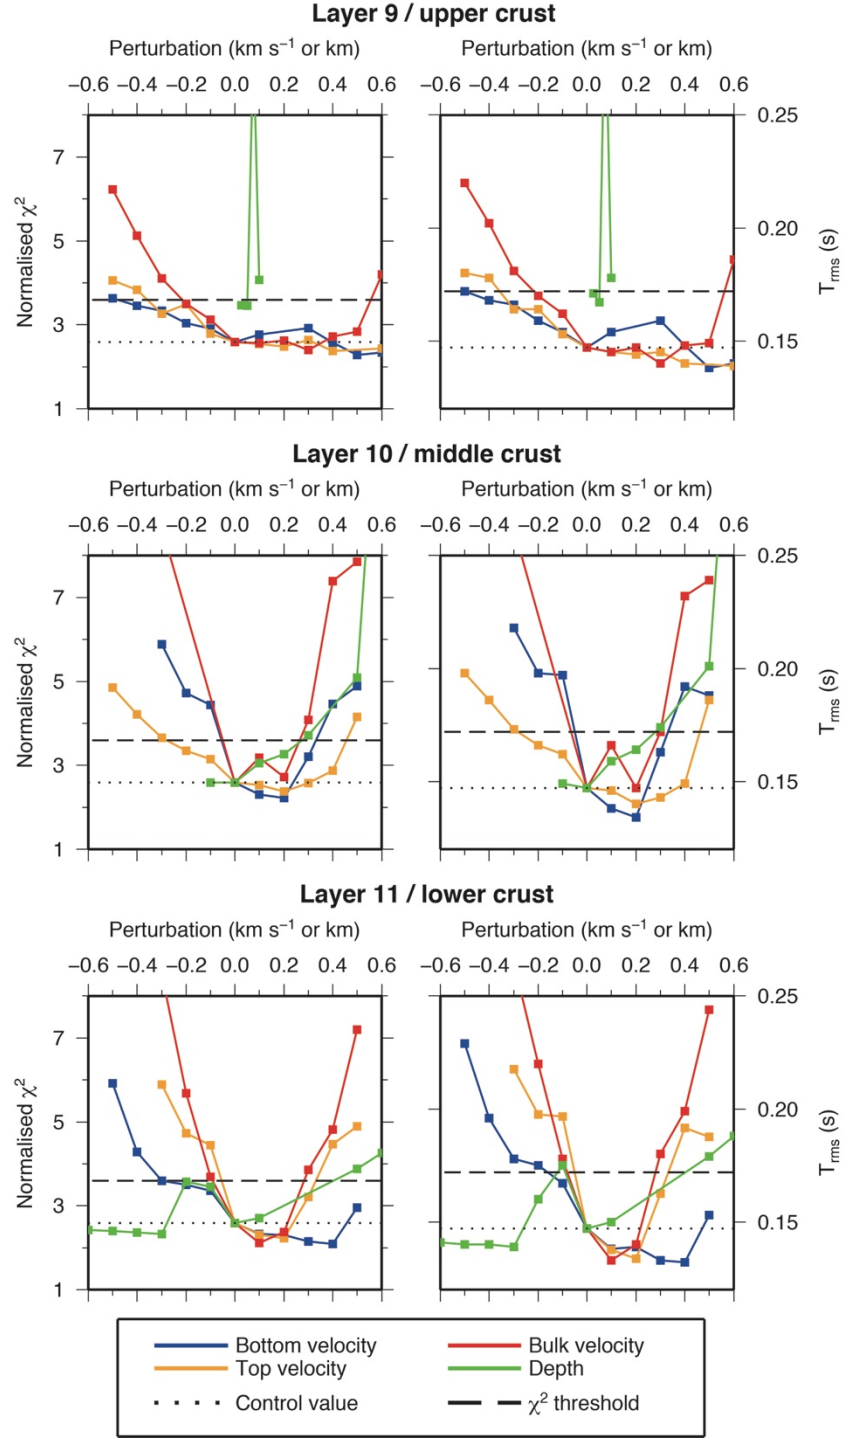 Layer 9 / upper crust
Perturbation (km s⁻¹ or km) Perturbation (km s⁻¹ or km)
−0.6 −0.4 −0.2 0.0 0.2 0.4 0.6 −0.6 −0.4 −0.2 0.0 0.2 0.4 0.6
0.25
7
0.20
5
Normalised χ²
T_rms (s)
3
0.15
1
Layer 10 / middle crust
Perturbation (km s⁻¹ or km) Perturbation (km s⁻¹ or km)
−0.6 −0.4 −0.2 0.0 0.2 0.4 0.6 −0.6 −0.4 −0.2 0.0 0.2 0.4 0.6
0.25
7
0.20
5
Normalised χ²
T_rms (s)
3
0.15
1
Layer 11 / lower crust
Perturbation (km s⁻¹ or km) Perturbation (km s⁻¹ or km)
−0.6 −0.4 −0.2 0.0 0.2 0.4 0.6 −0.6 −0.4 −0.2 0.0 0.2 0.4 0.6
0.25
7
0.20
5
Normalised χ²
T_rms (s)
3
0.15
1
Bottom velocity Bulk velocity
Top velocity Depth
Control value χ² threshold